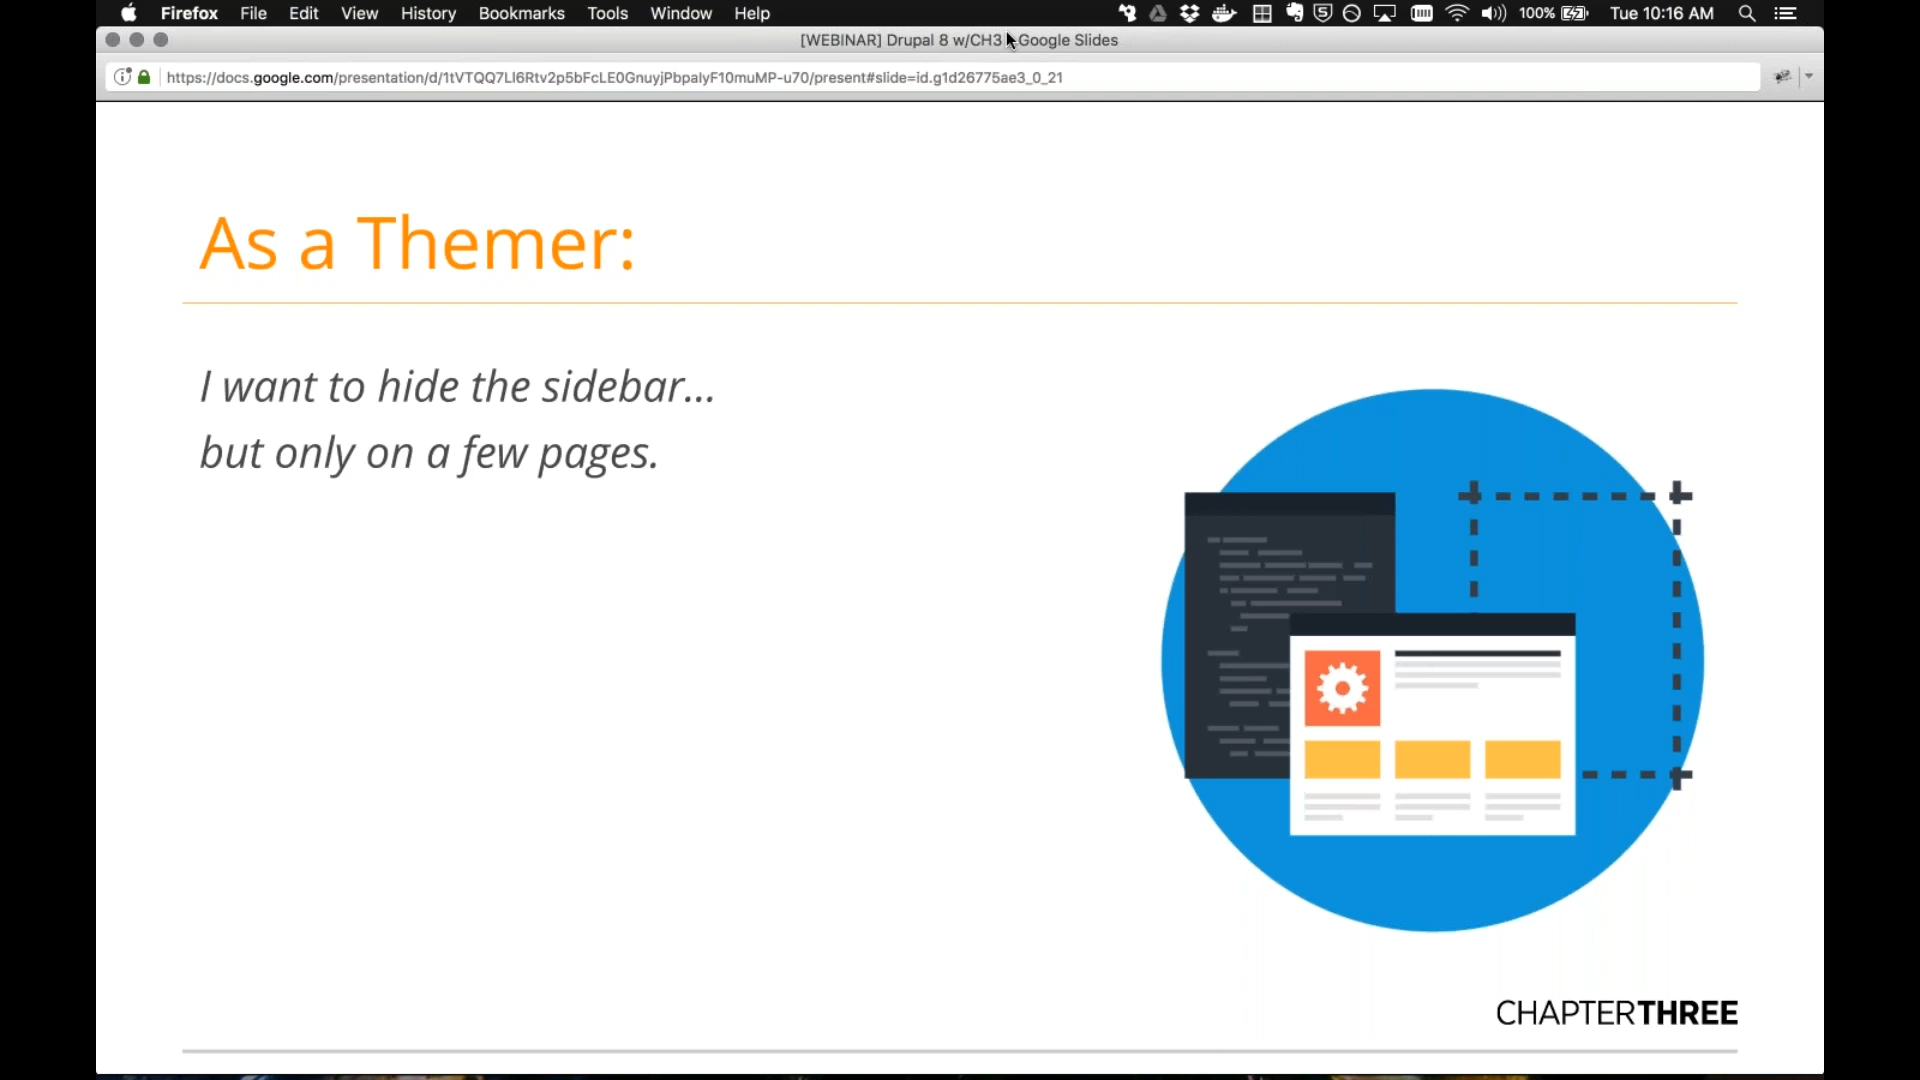 Firefox File Edit View History Bookmarks Tools Window Help 100% Tue 10:16 AM
[WEBINAR] Drupal 8 w/CH3 - Google Slides
https://docs.google.com/presentation/d/1tVTQQ7Ll6Rtv2p5bFcLE0GnuyjPbpalyF10muMP-u70/present#slide=id.g1d26775ae3_0_21
As a Themer:
I want to hide the sidebar...
but only on a few pages.
CHAPTERTHREE